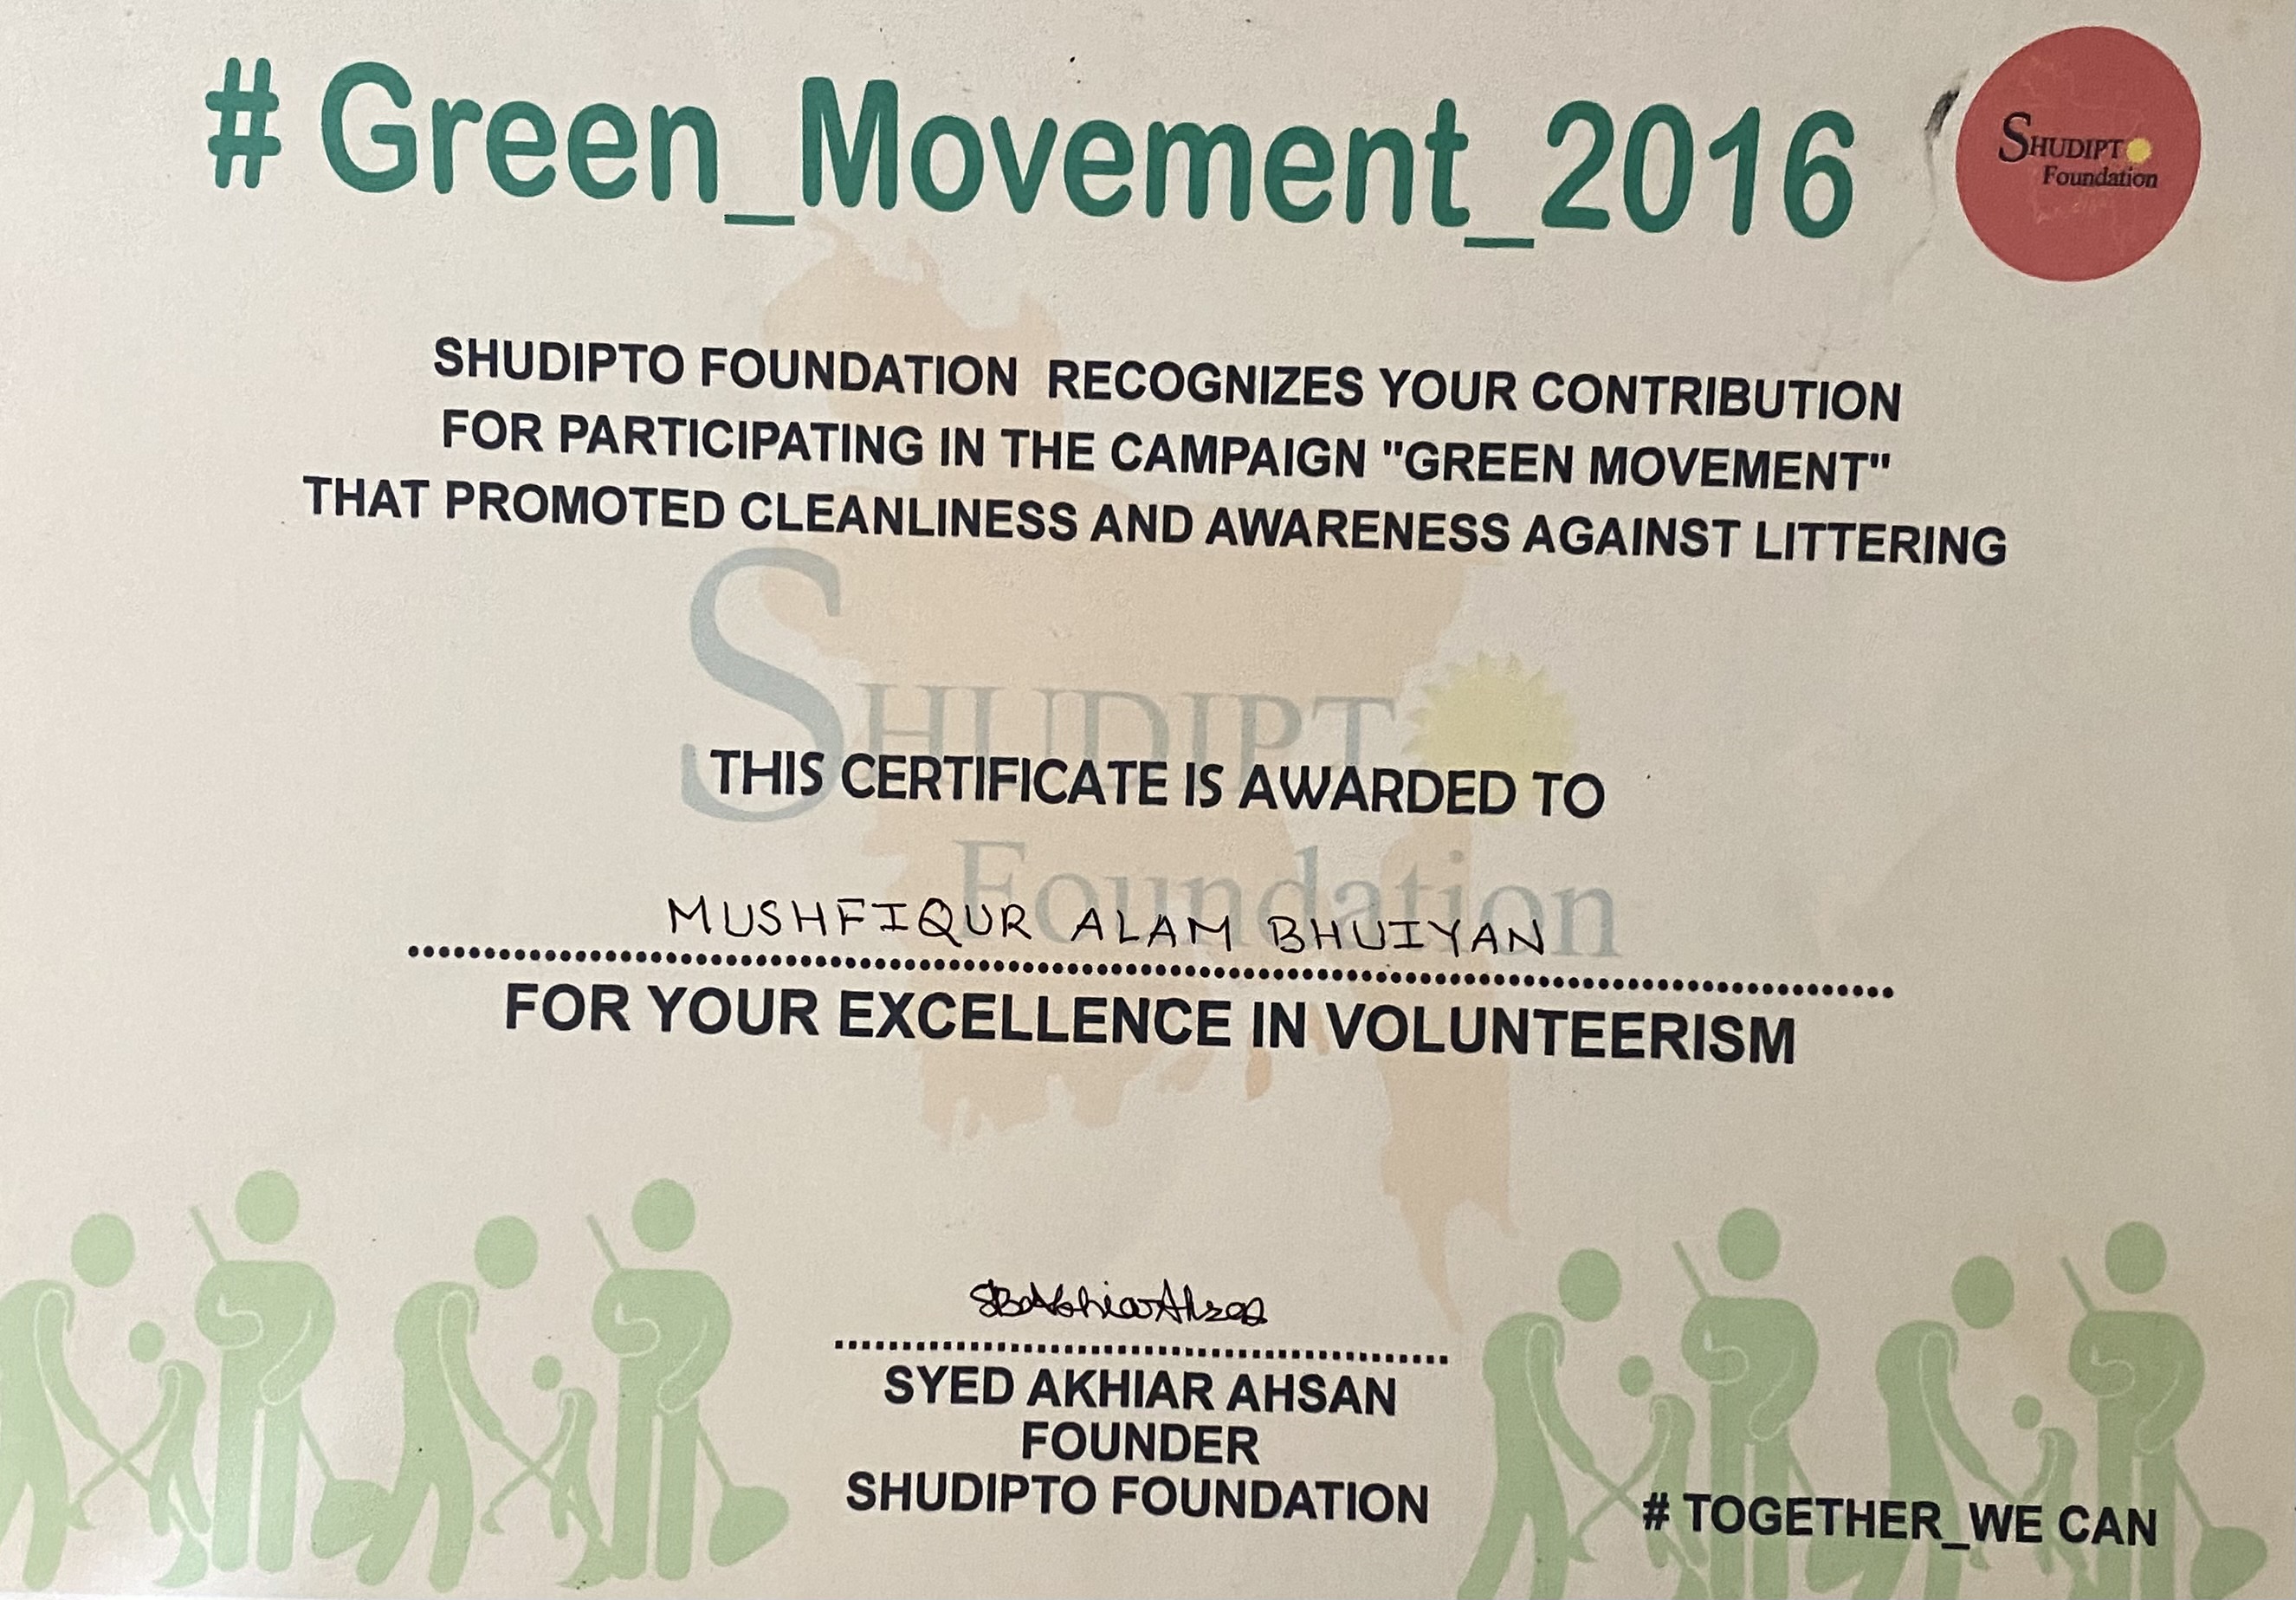 # Green_Movement_2016
SHUDIPTO
Foundation
SHUDIPTO FOUNDATION RECOGNIZES YOUR CONTRIBUTION
FOR PARTICIPATING IN THE CAMPAIGN "GREEN MOVEMENT"
THAT PROMOTED CLEANLINESS AND AWARENESS AGAINST LITTERING
SHUDIPTO
Foundation
THIS CERTIFICATE IS AWARDED TO
MUSHFIQUR ALAM BHUIYAN
FOR YOUR EXCELLENCE IN VOLUNTEERISM
SYED AKHIAR AHSAN
FOUNDER
SHUDIPTO FOUNDATION
# TOGETHER_WE CAN